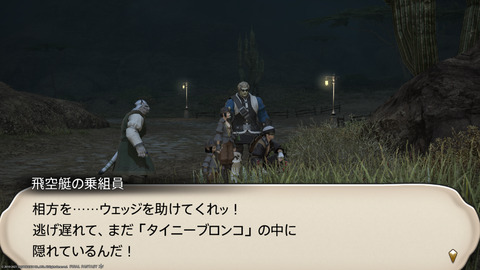 飛空艇の乗組員
相方を……ウェッジを助けてくれッ！
逃げ遅れて、まだ「タイニーブロンコ」の中に
隠れているんだ！